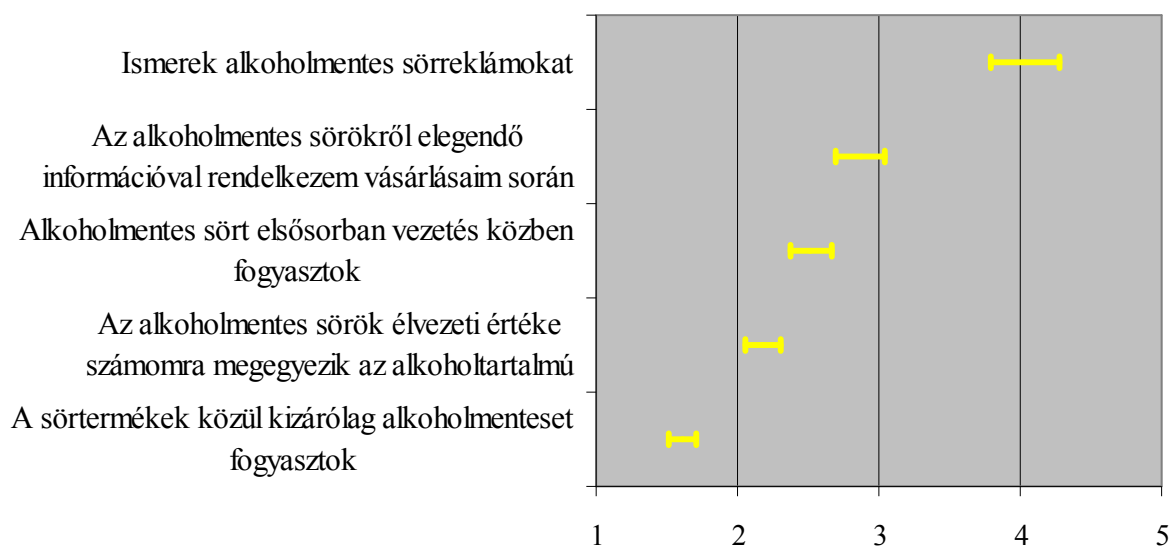 Ismerek alkoholmentes sörreklámokat
Az alkoholmentes sörökről elegendő
információval rendelkezem vásárlásaim során
Alkoholmentes sört elsősorban vezetés közben
fogyasztok
Az alkoholmentes sörök élvezeti értéke
számomra megegyezik az alkoholtartalmú
A sörtermékek közül kizárólag alkoholmenteset
fogyasztok
1 2 3 4 5